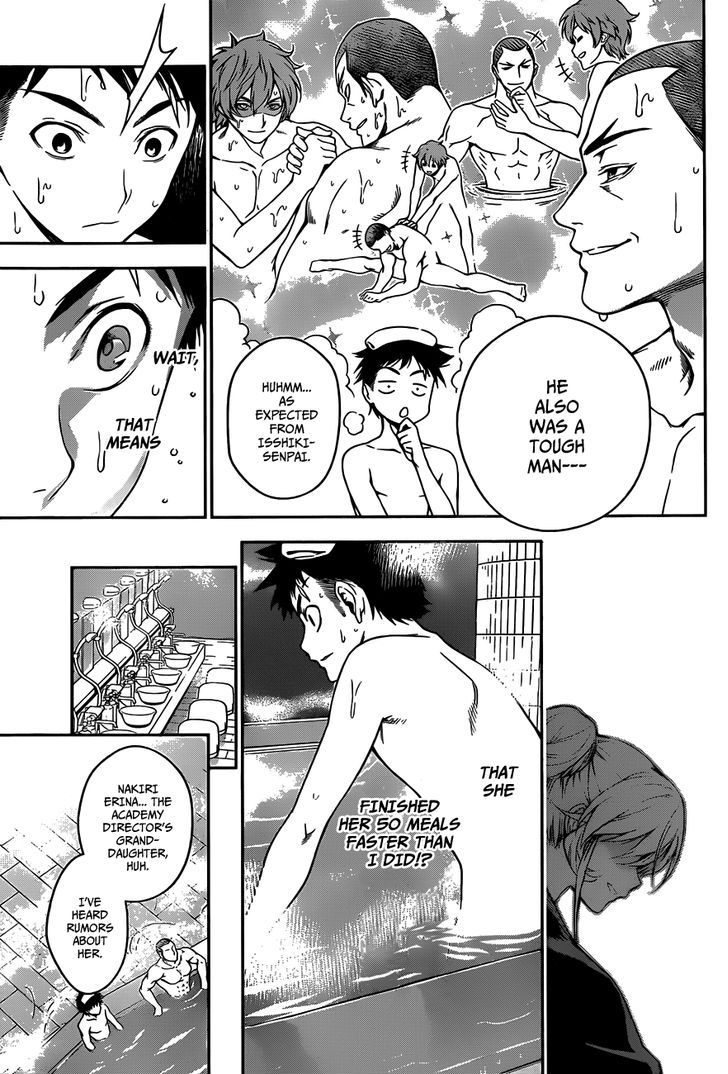 HE
ALSO
WAS A
TOUGH
MAN---
HUHMM...
AS
EXPECTED
FROM
ISSHIKI-
SENPAI.
WAIT,
THAT
MEANS
THAT
SHE
FINISHED
HER 50 MEALS
FASTER THAN
I DID!?
NAKIRI
ERINA... THE
ACADEMY
DIRECTOR'S
GRAND-
DAUGHTER,
HUH.
I'VE
HEARD
RUMORS
ABOUT
HER.